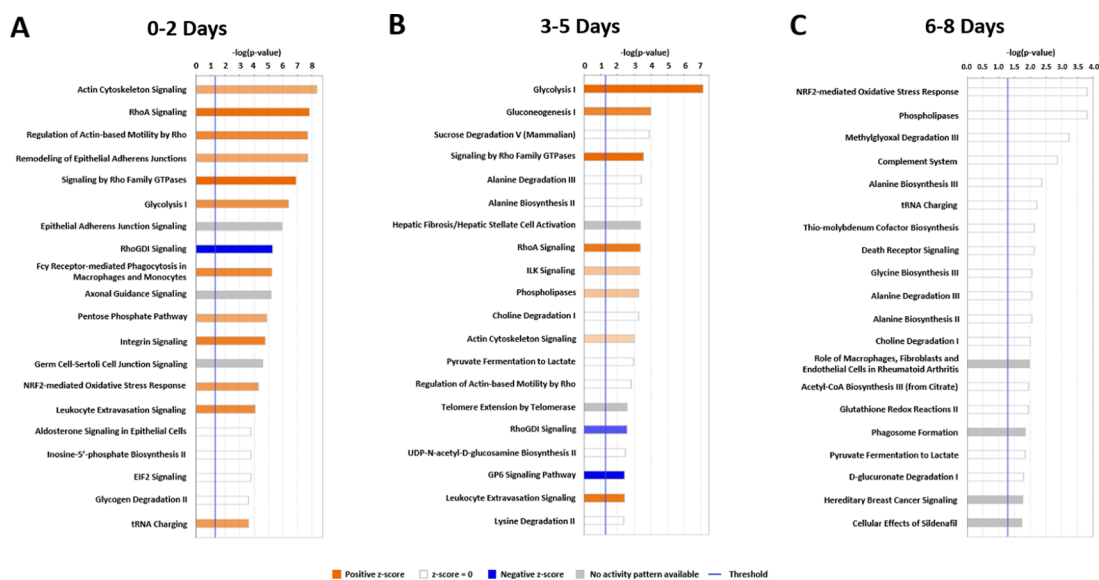 A
0-2 Days
-log(p-value)
0 1 2 3 4 5 6 7 8
Actin Cytoskeleton Signaling
RhoA Signaling
Regulation of Actin-based Motility by Rho
Remodeling of Epithelial Adherens Junctions
Signaling by Rho Family GTPases
Glycolysis I
Epithelial Adherens Junction Signaling
RhoGDI Signaling
Fcy Receptor-mediated Phagocytosis in
Macrophages and Monocytes
Axonal Guidance Signaling
Pentose Phosphate Pathway
Integrin Signaling
Germ Cell-Sertoli Cell Junction Signaling
NRF2-mediated Oxidative Stress Response
Leukocyte Extravasation Signaling
Aldosterone Signaling in Epithelial Cells
Inosine-5'-phosphate Biosynthesis II
EIF2 Signaling
Glycogen Degradation II
tRNA Charging
B
3-5 Days
-log(p-value)
0 1 2 3 4 5 6 7
Glycolysis I
Gluconeogenesis I
Sucrose Degradation V (Mammalian)
Signaling by Rho Family GTPases
Alanine Degradation III
Alanine Biosynthesis II
Hepatic Fibrosis/Hepatic Stellate Cell Activation
RhoA Signaling
ILK Signaling
Phospholipases
Choline Degradation I
Actin Cytoskeleton Signaling
Pyruvate Fermentation to Lactate
Regulation of Actin-based Motility by Rho
Telomere Extension by Telomerase
RhoGDI Signaling
UDP-N-acetyl-D-glucosamine Biosynthesis II
GP6 Signaling Pathway
Leukocyte Extravasation Signaling
Lysine Degradation II
C
6-8 Days
-log(p-value)
0.0 0.5 1.0 1.5 2.0 2.5 3.0 3.5 4.0
NRF2-mediated Oxidative Stress Response
Phospholipases
Methylglyoxal Degradation III
Complement System
Alanine Biosynthesis III
tRNA Charging
Thio-molybdenum Cofactor Biosynthesis
Death Receptor Signaling
Glycine Biosynthesis III
Alanine Degradation III
Alanine Biosynthesis II
Choline Degradation I
Role of Macrophages, Fibroblasts and
Endothelial Cells in Rheumatoid Arthritis
Acetyl-CoA Biosynthesis III (from Citrate)
Glutathione Redox Reactions II
Phagosome Formation
Pyruvate Fermentation to Lactate
D-glucuronate Degradation I
Hereditary Breast Cancer Signaling
Cellular Effects of Sildenafil
Positive z-score z-score = 0 Negative z-score No activity pattern available Threshold